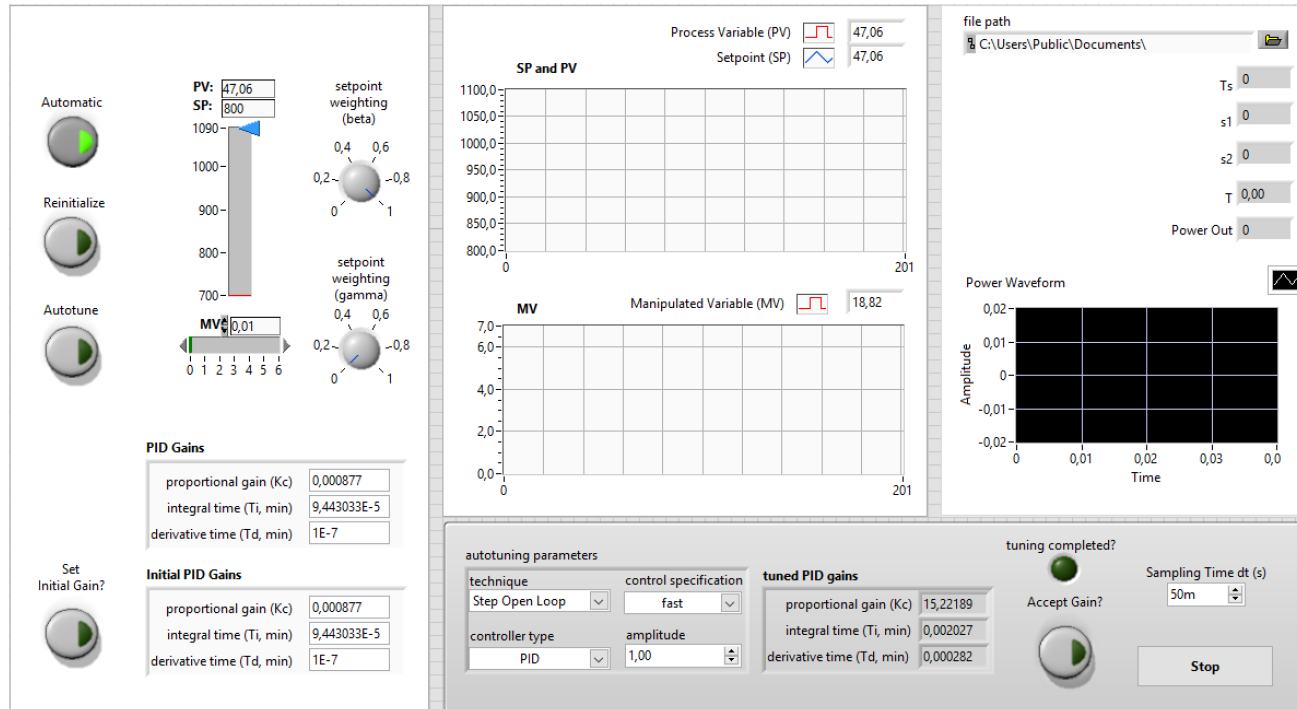 Automatic
Reinitialize
Autotune
PV: 47,06
SP: 800
1090
1000
900
800
700
MV 0,01
0 1 2 3 4 5 6
setpoint
weighting
(beta)
0,4 0,6
0,2 0,8
0 1
setpoint
weighting
(gamma)
0,4 0,6
0,2 0,8
0 1
PID Gains
proportional gain (Kc) 0,000877
integral time (Ti, min) 9,443033E-5
derivative time (Td, min) 1E-7
Set
Initial Gain?
Initial PID Gains
proportional gain (Kc) 0,000877
integral time (Ti, min) 9,443033E-5
derivative time (Td, min) 1E-7
Process Variable (PV) 47,06
Setpoint (SP) 47,06
SP and PV
1100,0
1050,0
1000,0
950,0
900,0
850,0
800,0
0 201
MV
Manipulated Variable (MV) 18,82
7,0
6,0
4,0
2,0
0,0
0 201
file path
C:\Users\Public\Documents\
Ts 0
s1 0
s2 0
T 0,00
Power Out 0
Power Waveform
Amplitude
0,02
0,01
0
-0,01
-0,02
0 0,01 0,02 0,03 0,0
Time
autotuning parameters
technique
Step Open Loop
control specification
fast
controller type
PID
amplitude
1,00
tuned PID gains
proportional gain (Kc) 15,22189
integral time (Ti, min) 0,002027
derivative time (Td, min) 0,000282
tuning completed?
Accept Gain?
Sampling Time dt (s)
50m
Stop